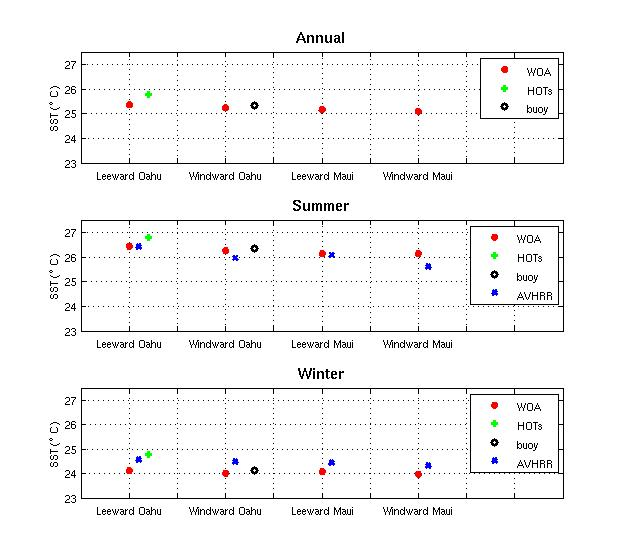 Annual
27
26
25
24
23
SST (° C)
WOA
HOTs
buoy
Leeward Oahu Windward Oahu Leeward Maui Windward Maui
Summer
27
26
25
24
23
SST (° C)
WOA
HOTs
buoy
AVHRR
Leeward Oahu Windward Oahu Leeward Maui Windward Maui
Winter
27
26
25
24
23
SST (° C)
WOA
HOTs
buoy
AVHRR
Leeward Oahu Windward Oahu Leeward Maui Windward Maui